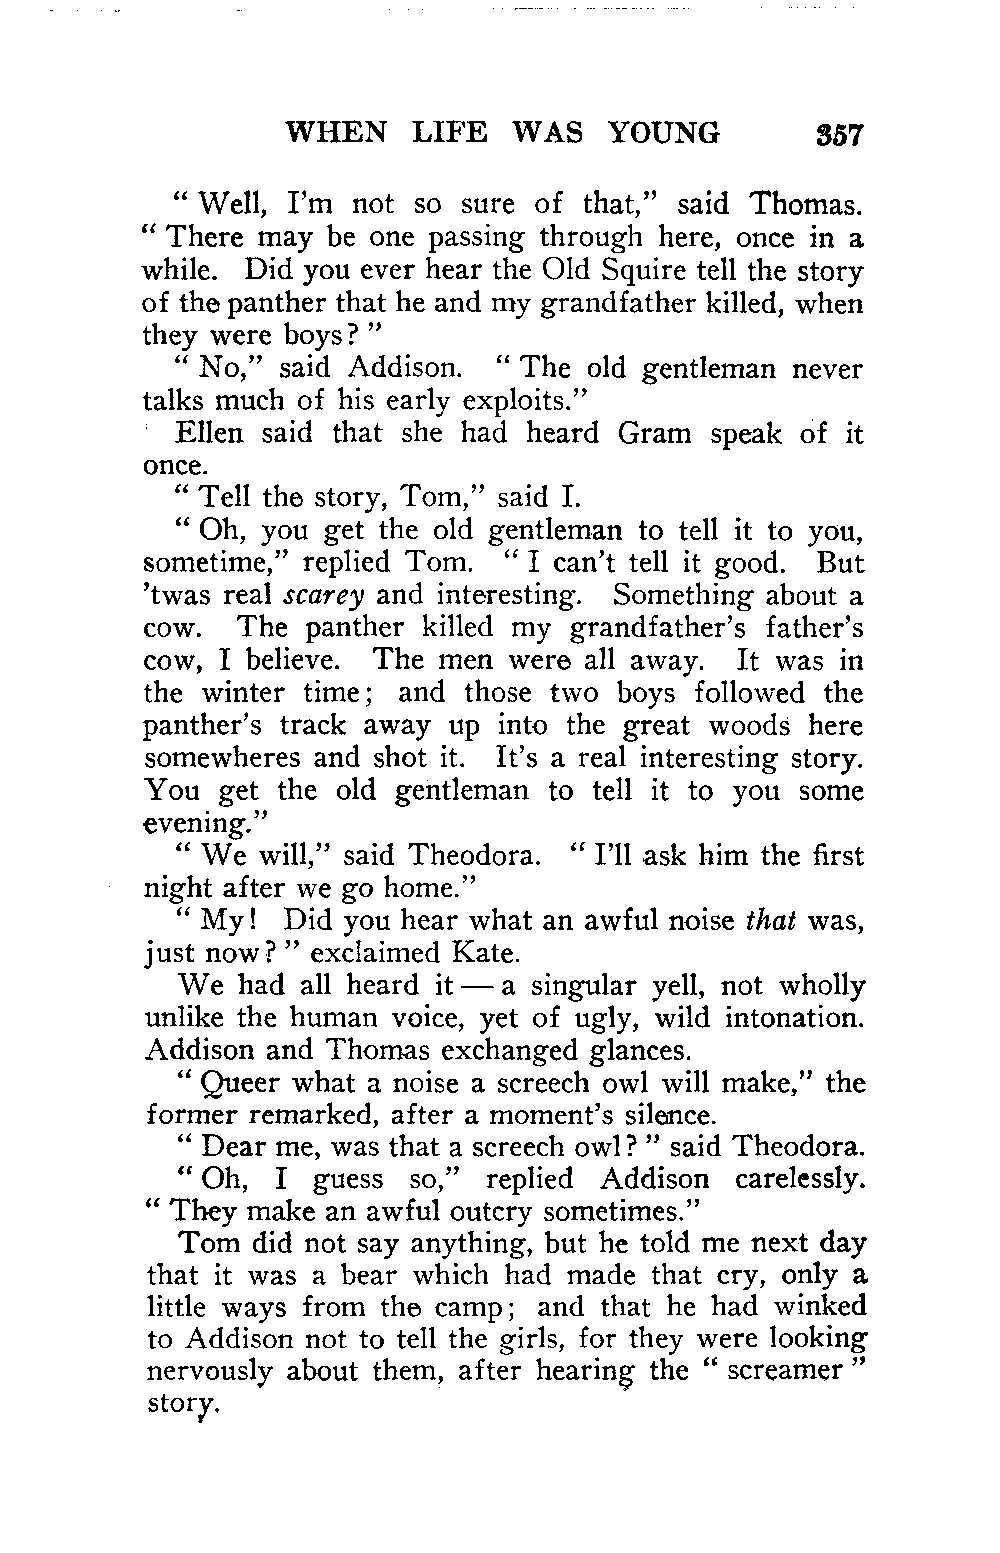 WHEN LIFE WAS YOUNG 357
“ Well, I'm not so sure of that,” said Thomas.
“ There may be one passing through here, once in a
while. Did you ever hear the Old Squire tell the story
of the panther that he and my grandfather killed, when
they were boys? ”
“ No,” said Addison. “ The old gentleman never
talks much of his early exploits.”
Ellen said that she had heard Gram speak of it
once.
“ Tell the story, Tom,” said I.
“ Oh, you get the old gentleman to tell it to you,
sometime,” replied Tom. “ I can't tell it good. But
'twas real scarey and interesting. Something about a
cow. The panther killed my grandfather's father's
cow, I believe. The men were all away. It was in
the winter time; and those two boys followed the
panther's track away up into the great woods here
somewheres and shot it. It's a real interesting story.
You get the old gentleman to tell it to you some
evening.”
“ We will,” said Theodora. “ I'll ask him the first
night after we go home.”
“ My! Did you hear what an awful noise that was,
just now? ” exclaimed Kate.
We had all heard it — a singular yell, not wholly
unlike the human voice, yet of ugly, wild intonation.
Addison and Thomas exchanged glances.
“ Queer what a noise a screech owl will make,” the
former remarked, after a moment's silence.
“ Dear me, was that a screech owl? ” said Theodora.
“ Oh, I guess so,” replied Addison carelessly.
“ They make an awful outcry sometimes.”
Tom did not say anything, but he told me next day
that it was a bear which had made that cry, only a
little ways from the camp; and that he had winked
to Addison not to tell the girls, for they were looking
nervously about them, after hearing the “ screamer ”
story.